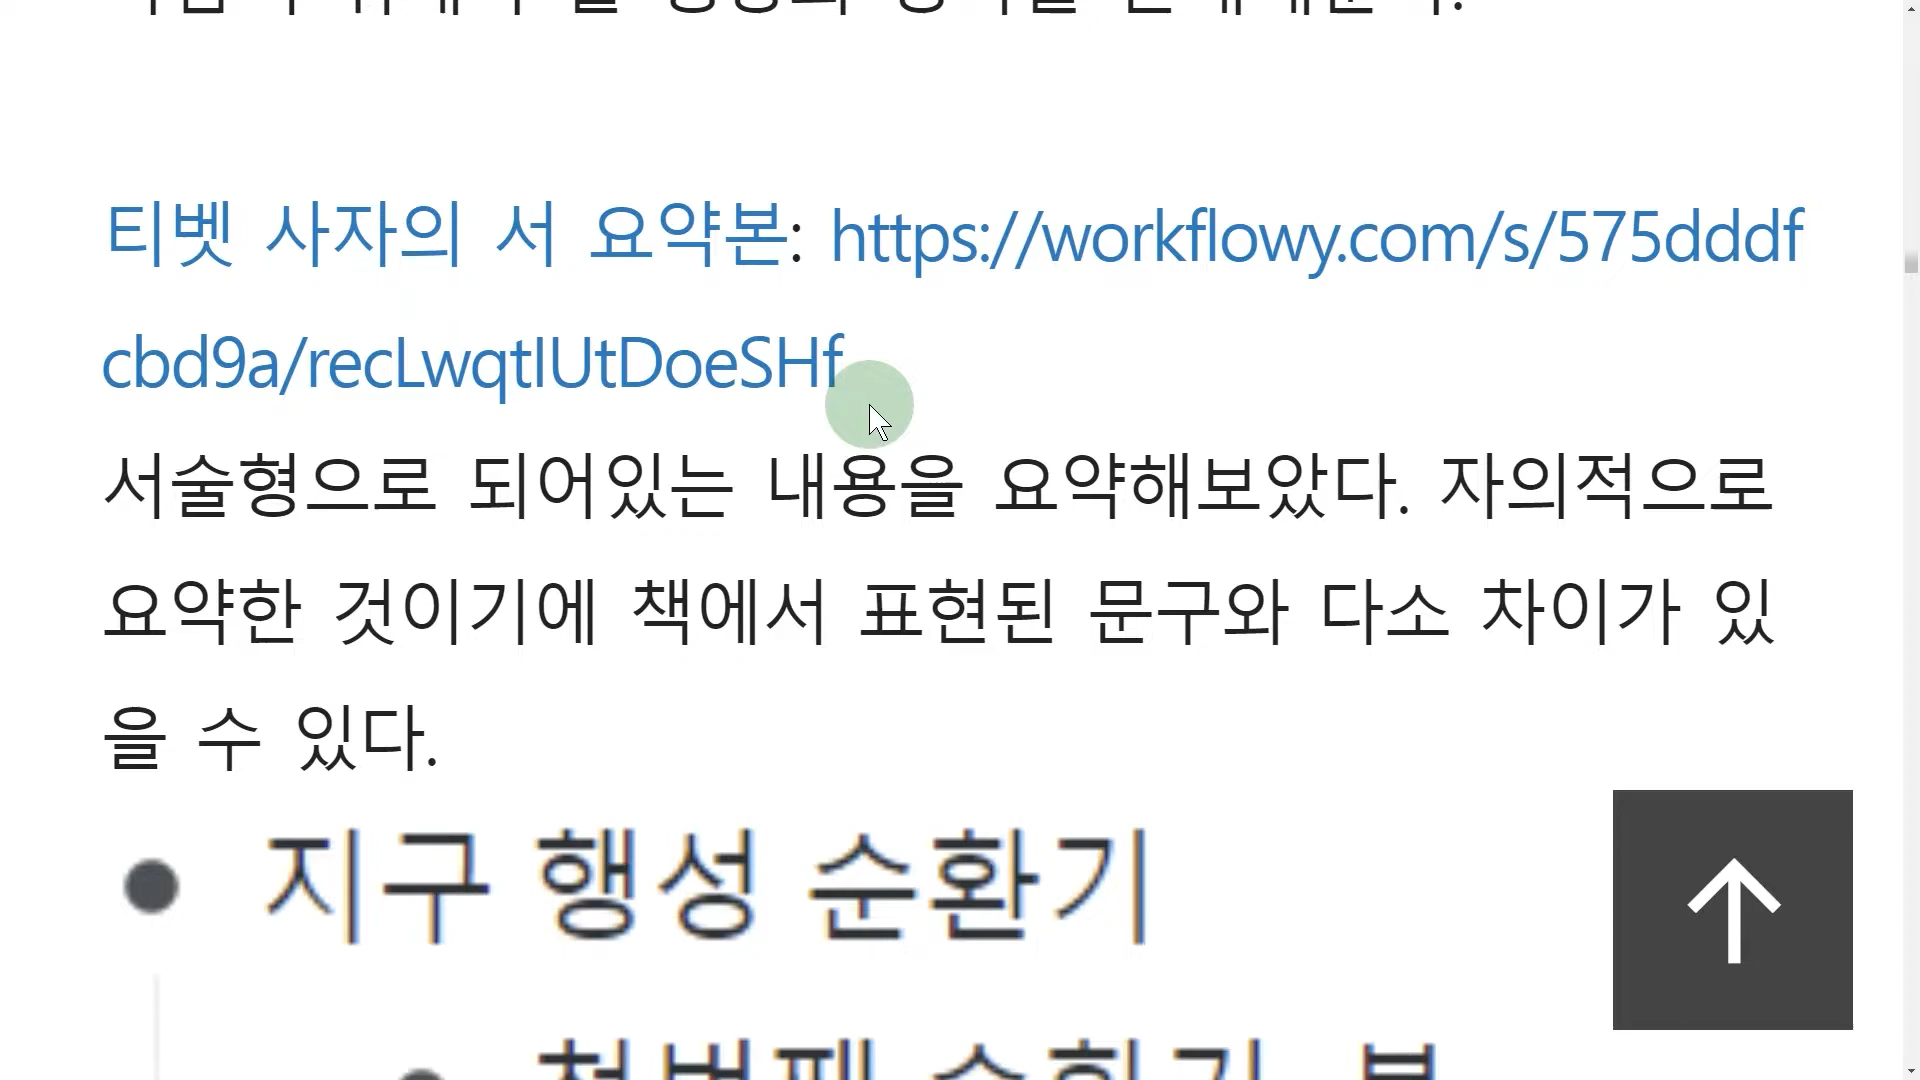 티벳 사자의 서 요약본: https://workflowy.com/s/575dddf
cbd9a/recLwqtIUtDoeSHf
서술형으로 되어있는 내용을 요약해보았다. 자의적으로
요약한 것이기에 책에서 표현된 문구와 다소 차이가 있
을 수 있다.
지구 행성 순환기